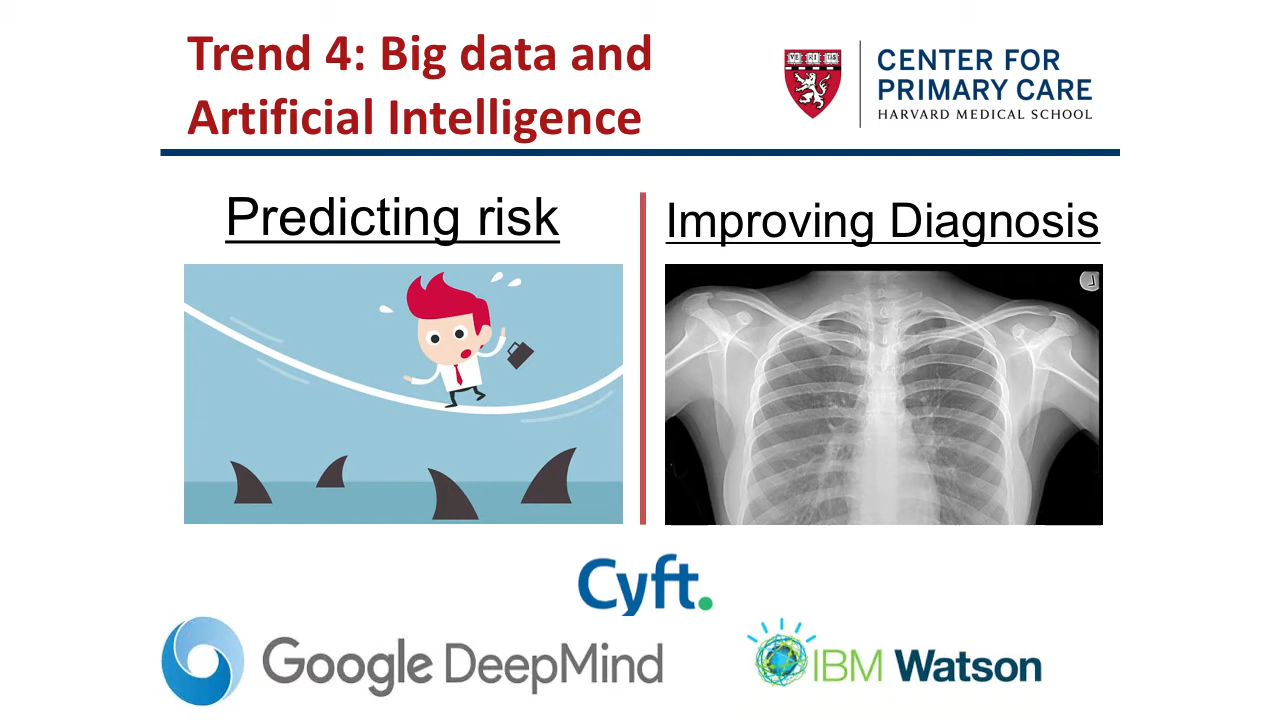 Trend 4: Big data and
Artificial Intelligence
CENTER FOR
PRIMARY CARE
HARVARD MEDICAL SCHOOL
Predicting risk
Improving Diagnosis
L
Cyft.
Google DeepMind
IBM Watson